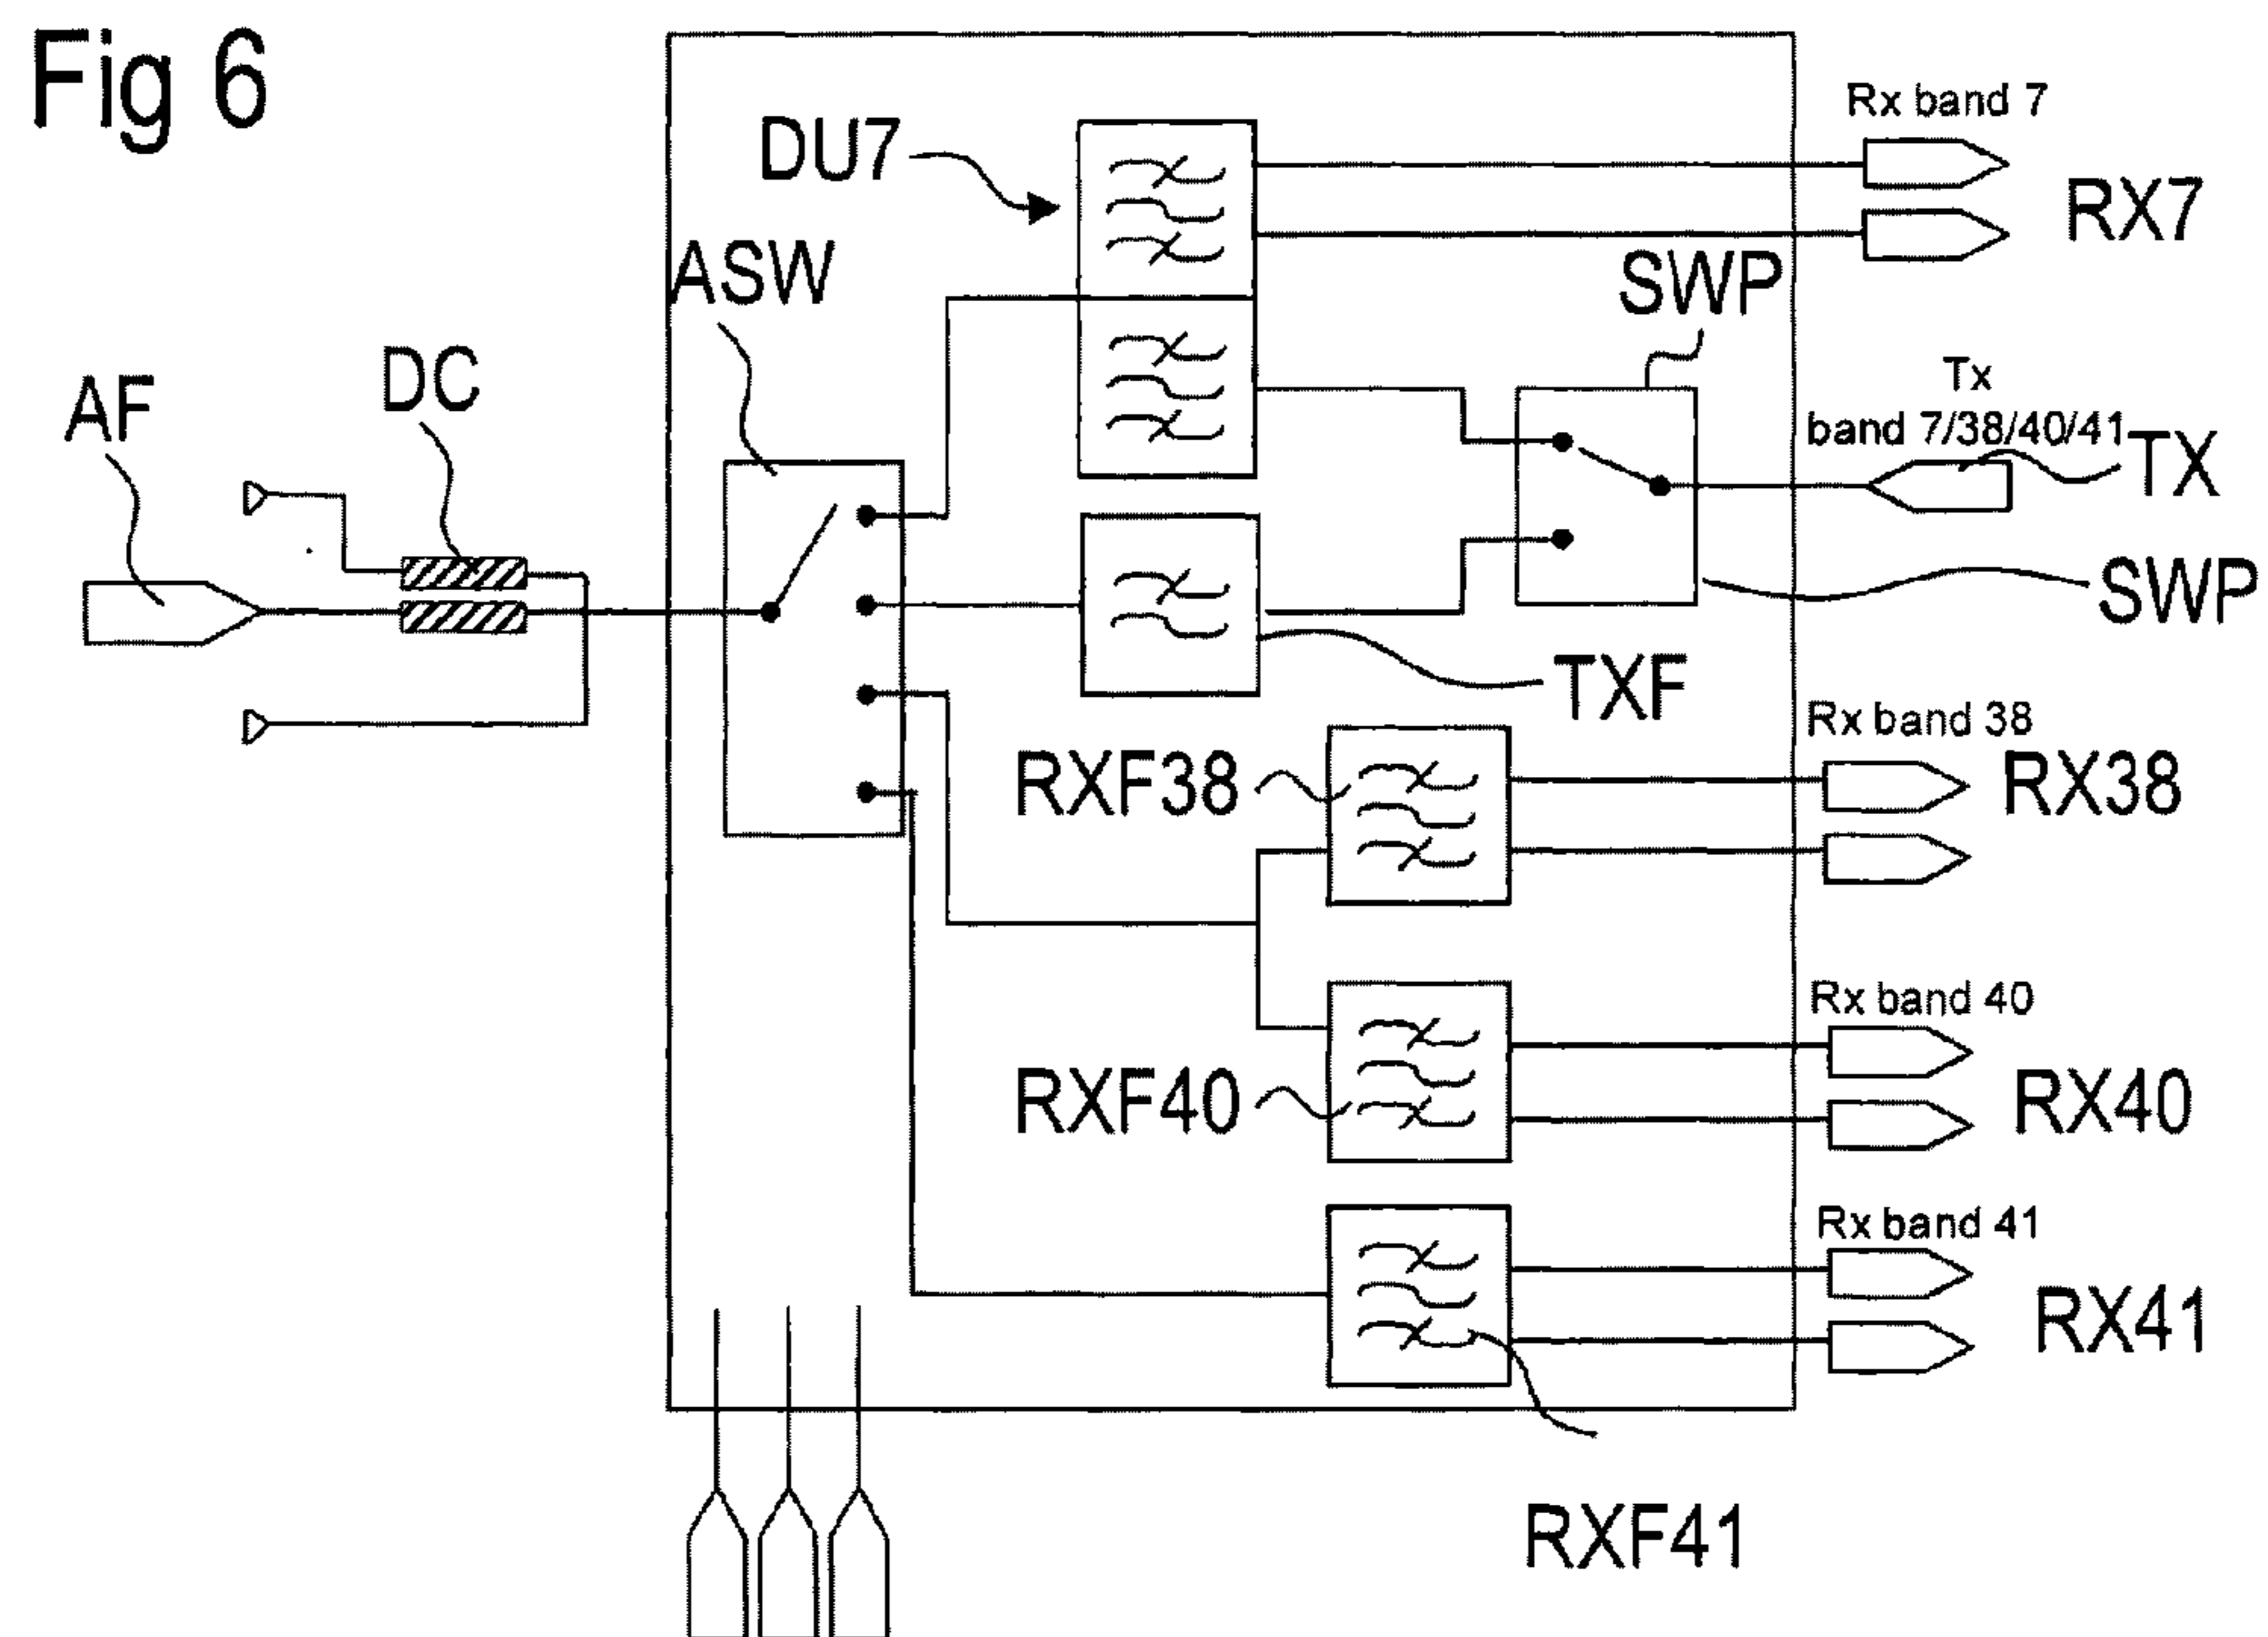 Fig 6
Rx band 7
DU7
RX7
ASW
SWP
DC
AF
Tx
band 7/38/40/41
TX
SWP
TXF
Rx band 38
RXF38
RX38
Rx band 40
RXF40
RX40
Rx band 41
RX41
RXF41